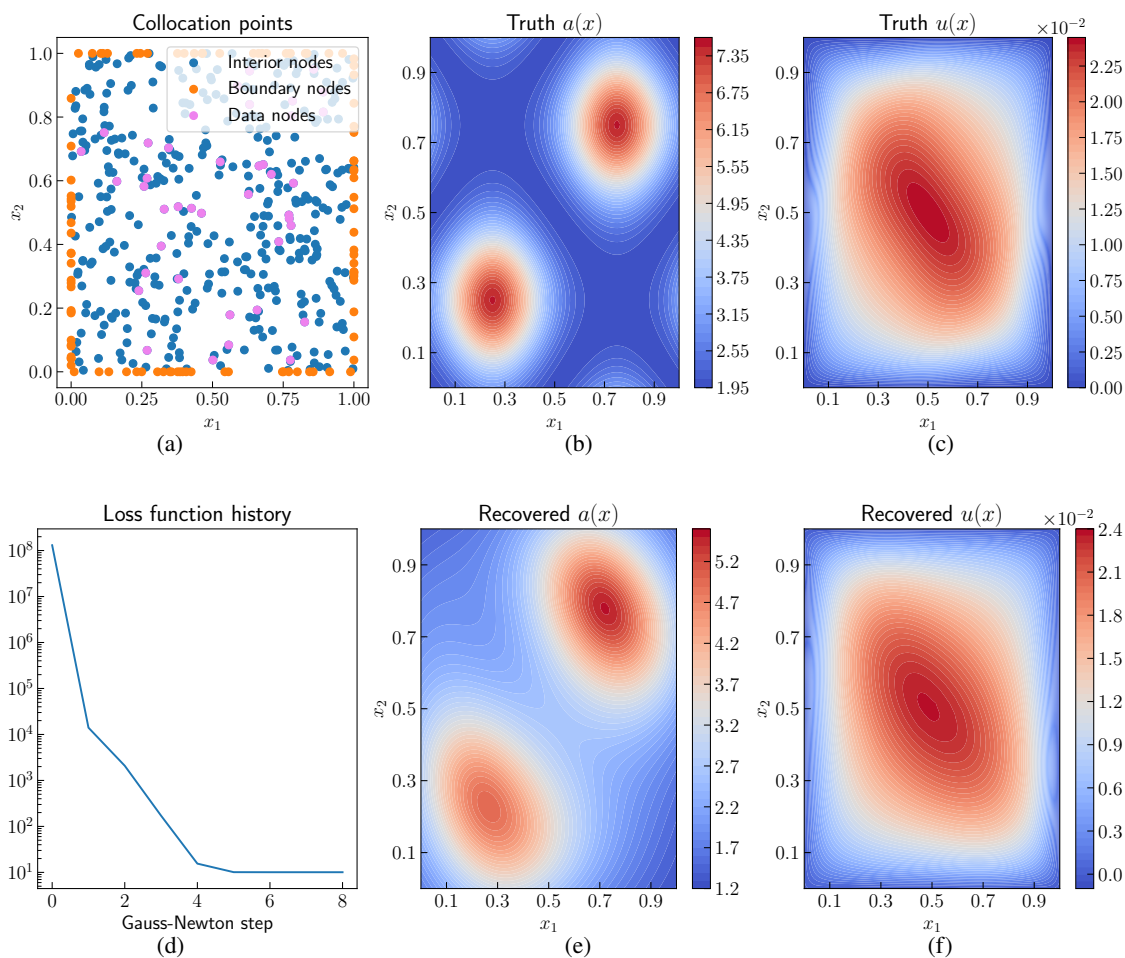 Collocation points
Interior nodes
Boundary nodes
Data nodes
1.0
0.8
0.6
0.4
0.2
0.0
x₂
0.00 0.25 0.50 0.75 1.00
x₁
(a)
Truth a(x)
0.9
0.7
0.5
0.3
0.1
x₂
0.1 0.3 0.5 0.7 0.9
x₁
7.35
6.75
6.15
5.55
4.95
4.35
3.75
3.15
2.55
1.95
(b)
Truth u(x)
×10⁻²
0.9
0.7
0.5
0.3
0.1
x₂
0.1 0.3 0.5 0.7 0.9
x₁
2.25
2.00
1.75
1.50
1.25
1.00
0.75
0.50
0.25
0.00
(c)
Loss function history
10⁸
10⁷
10⁶
10⁵
10⁴
10³
10²
10¹
0 2 4 6 8
Gauss-Newton step
(d)
Recovered a(x)
0.9
0.7
0.5
0.3
0.1
x₂
0.1 0.3 0.5 0.7 0.9
x₁
5.2
4.7
4.2
3.7
3.2
2.7
2.2
1.7
1.2
(e)
Recovered u(x)
×10⁻²
0.9
0.7
0.5
0.3
0.1
x₂
0.1 0.3 0.5 0.7 0.9
x₁
2.4
2.1
1.8
1.5
1.2
0.9
0.6
0.3
0.0
(f)